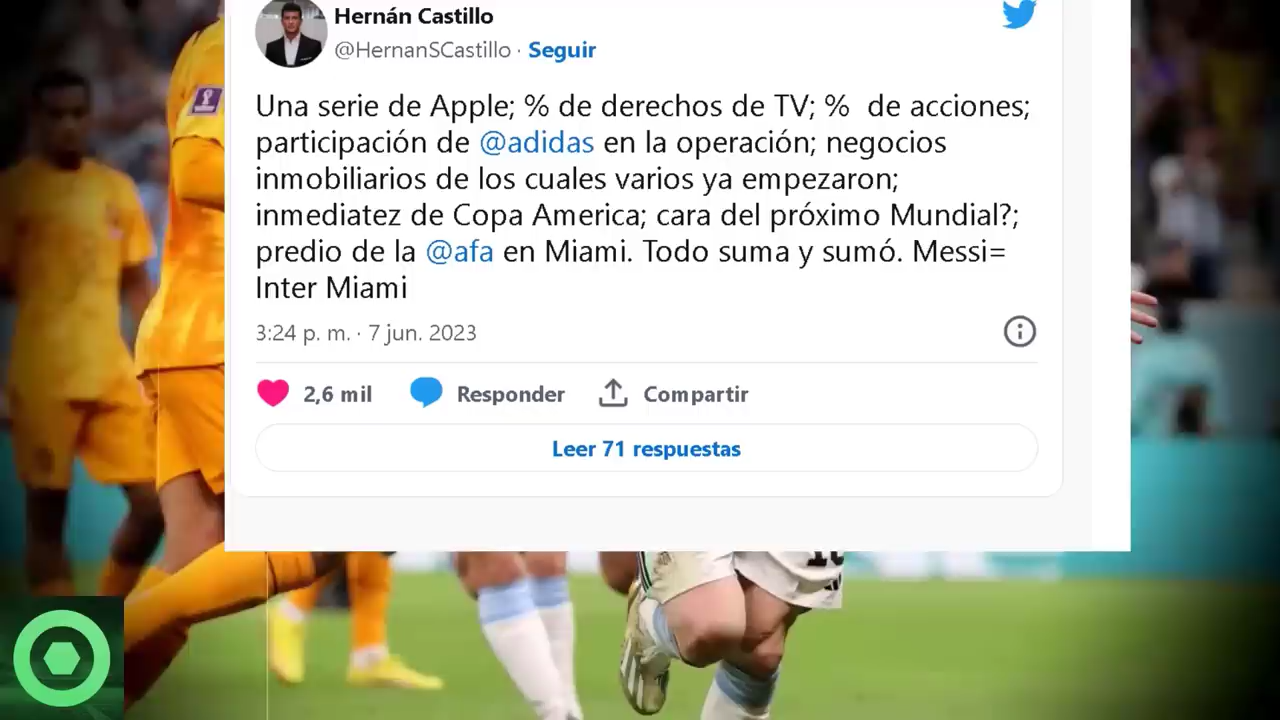 Hernán Castillo
@HernanSCastillo · Seguir
Una serie de Apple; % de derechos de TV; % de acciones;
participación de @adidas en la operación; negocios
inmobiliarios de los cuales varios ya empezaron;
inmediatez de Copa America; cara del próximo Mundial?;
predio de la @afa en Miami. Todo suma y sumó. Messi=
Inter Miami
3:24 p. m. · 7 jun. 2023
2,6 mil Responder Compartir
Leer 71 respuestas